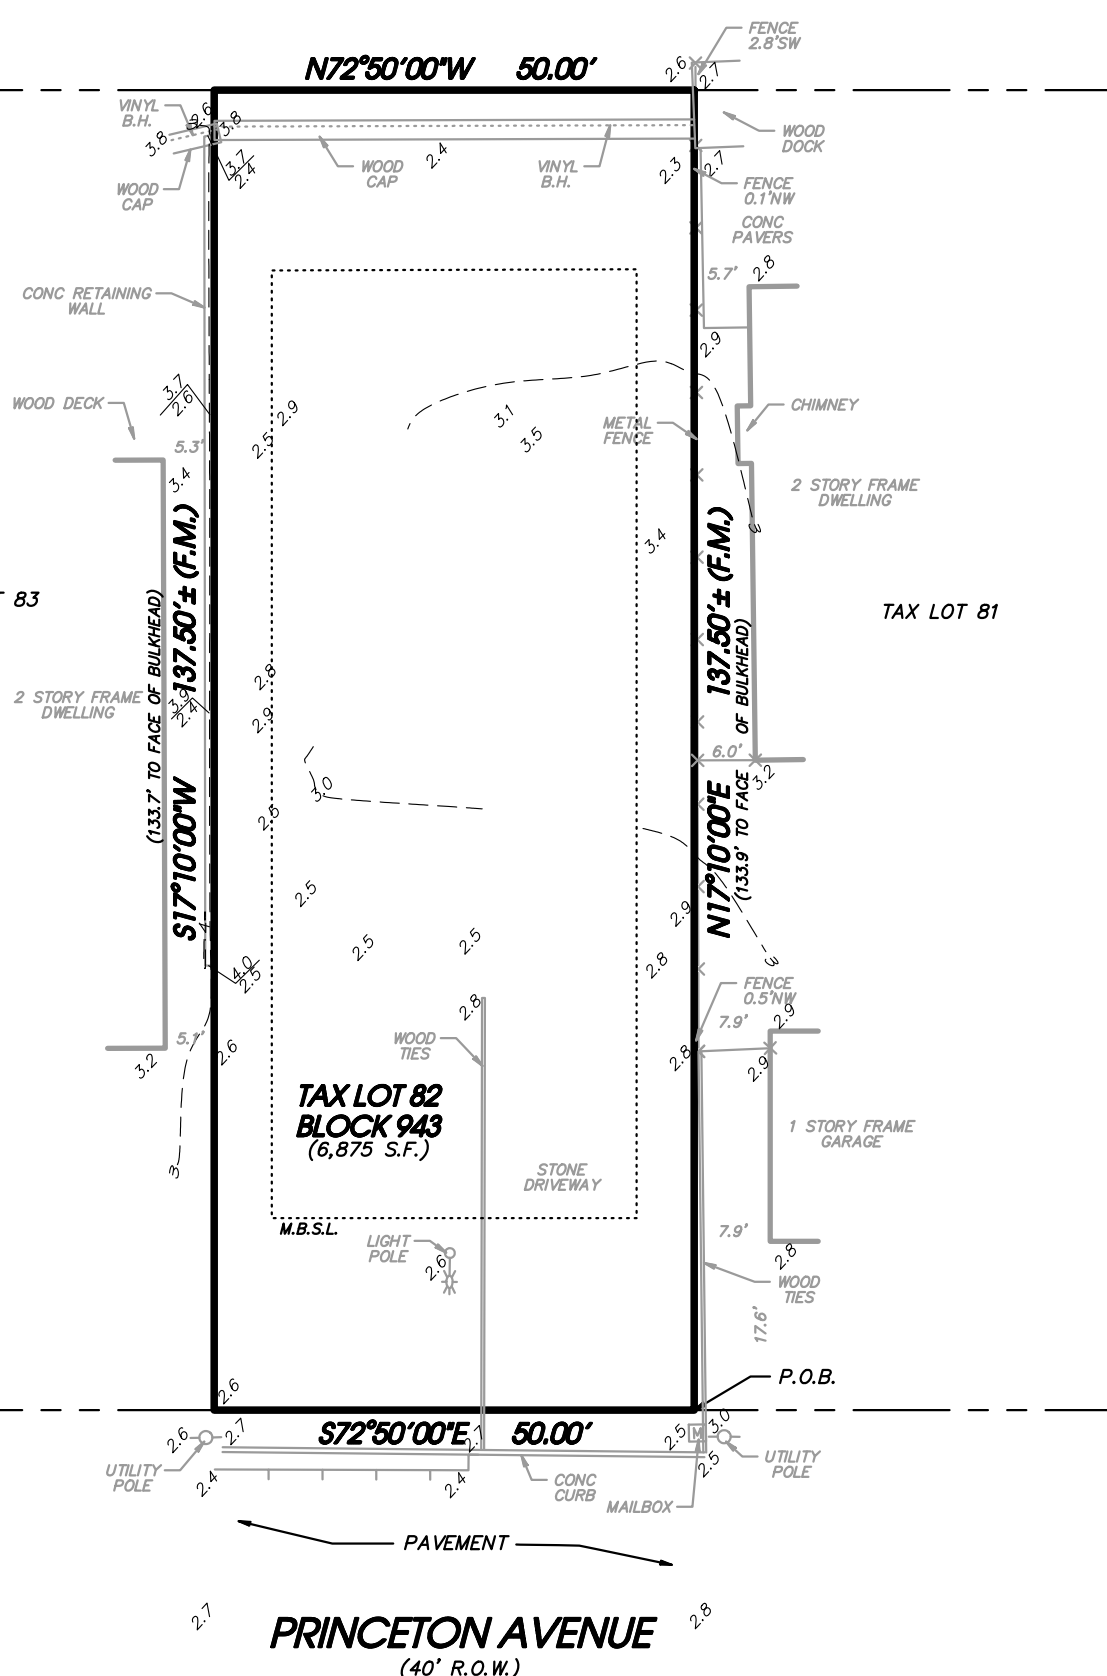 FENCE
2.8'SW
N72°50'00"W 50.00'
2.6
2.7
VINYL
B.H.
2.6
3.8
3.8
WOOD
DOCK
WOOD
CAP
3.7
2.4
WOOD
CAP
2.4
VINYL
B.H.
2.3
2.7
FENCE
0.1'NW
CONC
PAVERS
5.7'
2.8
CONC RETAINING
WALL
2.9
3.7
2.6
WOOD DECK
2.9
2.5
3.1
3.5
METAL
FENCE
CHIMNEY
5.3'
3.4
2 STORY FRAME
DWELLING
3
3.4
83
TAX LOT 81
S17°10'00"W 137.50'± (F.M.)
(133.7' TO FACE OF BULKHEAD)
N17°10'00"E 137.50'± (F.M.)
(133.9' TO FACE OF BULKHEAD)
2 STORY FRAME
DWELLING
3.9
2.4
2.8
2.9
6.0'
3.2
3.0
2.5
2.5
2.5
2.5
2.9
2.8
3
4
4.0
2.5
FENCE
0.5'NW
7.9'
2.9
2.8
WOOD
TIES
5.1'
3.2
2.6
2.8
2.9
TAX LOT 82
BLOCK 943
(6,875 S.F.)
3
1 STORY FRAME
GARAGE
STONE
DRIVEWAY
M.B.S.L.
LIGHT
POLE
2.6
7.9'
2.8
WOOD
TIES
17.6'
P.O.B.
2.6
S72°50'00"E 50.00'
2.6
2.7
2.7
2.5
M
3.0
2.5
UTILITY
POLE
UTILITY
POLE
2.4
2.4
CONC
CURB
MAILBOX
PAVEMENT
2.7
2.8
PRINCETON AVENUE
(40' R.O.W.)